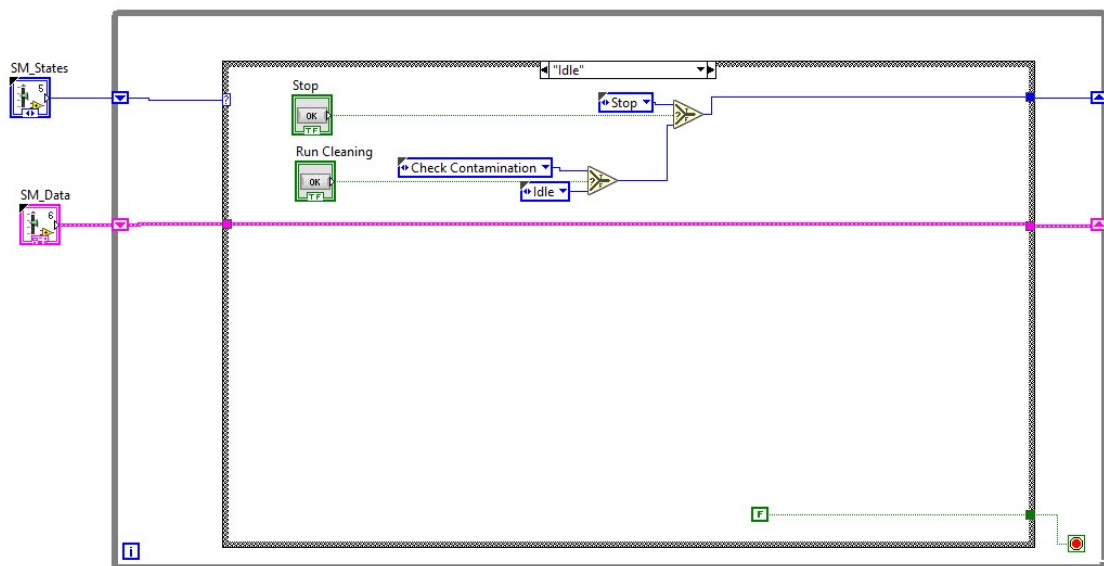 "Idle"
SM_States
5
?
Stop
OK
TF
Stop
?
Run Cleaning
OK
TF
Check Contamination
Idle
SM_Data
6
F
i